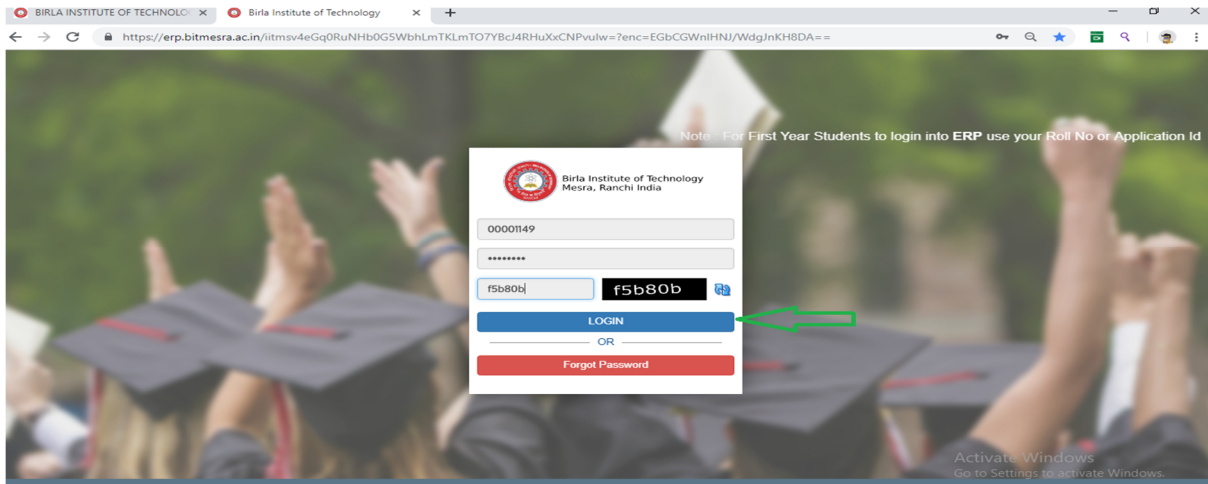 BIRLA INSTITUTE OF TECHNOLO
Birla Institute of Technology
https://erp.bitmesra.ac.in/iitmsv4eGq0RuNHb0G5WbhLmTKLmTO7YBcJ4RHuXxCNPvuIw=?enc=EGbCGWnIHNJ/WdgJnKH8DA==
Note : For First Year Students to login into ERP use your Roll No or Application Id
Birla Institute of Technology
Mesra, Ranchi India
00001149
••••••••
f5b80b f5b80b
LOGIN
OR
Forgot Password
Activate Windows
Go to Settings to activate Windows.